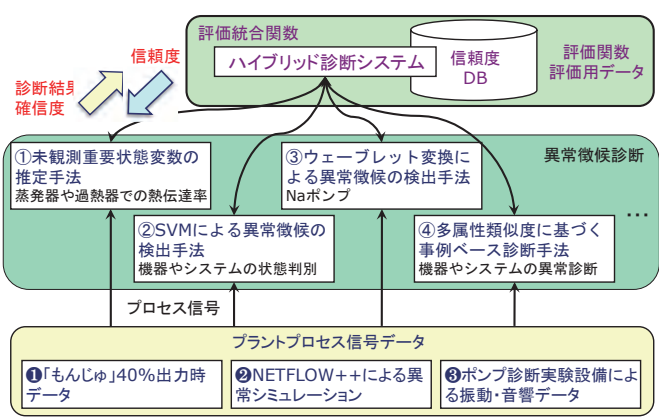 評価統合関数
ハイブリッド診断システム
信頼度
DB
評価関数
評価用データ
信頼度
診断結果
確信度
異常徴候診断
①未観測重要状態変数の
推定手法
蒸発器や過熱器での熱伝達率
③ウェーブレット変換に
よる異常徴候の検出手法
Naポンプ
②SVMによる異常徴候の
検出手法
機器やシステムの状態判別
④多属性類似度に基づく
事例ベース診断手法
機器やシステムの異常診断
…
プロセス信号
プラントプロセス信号データ
❶「もんじゅ」40%出力時
データ
❷NETFLOW++による異
常シミュレーション
❸ポンプ診断実験設備によ
る振動・音響データ